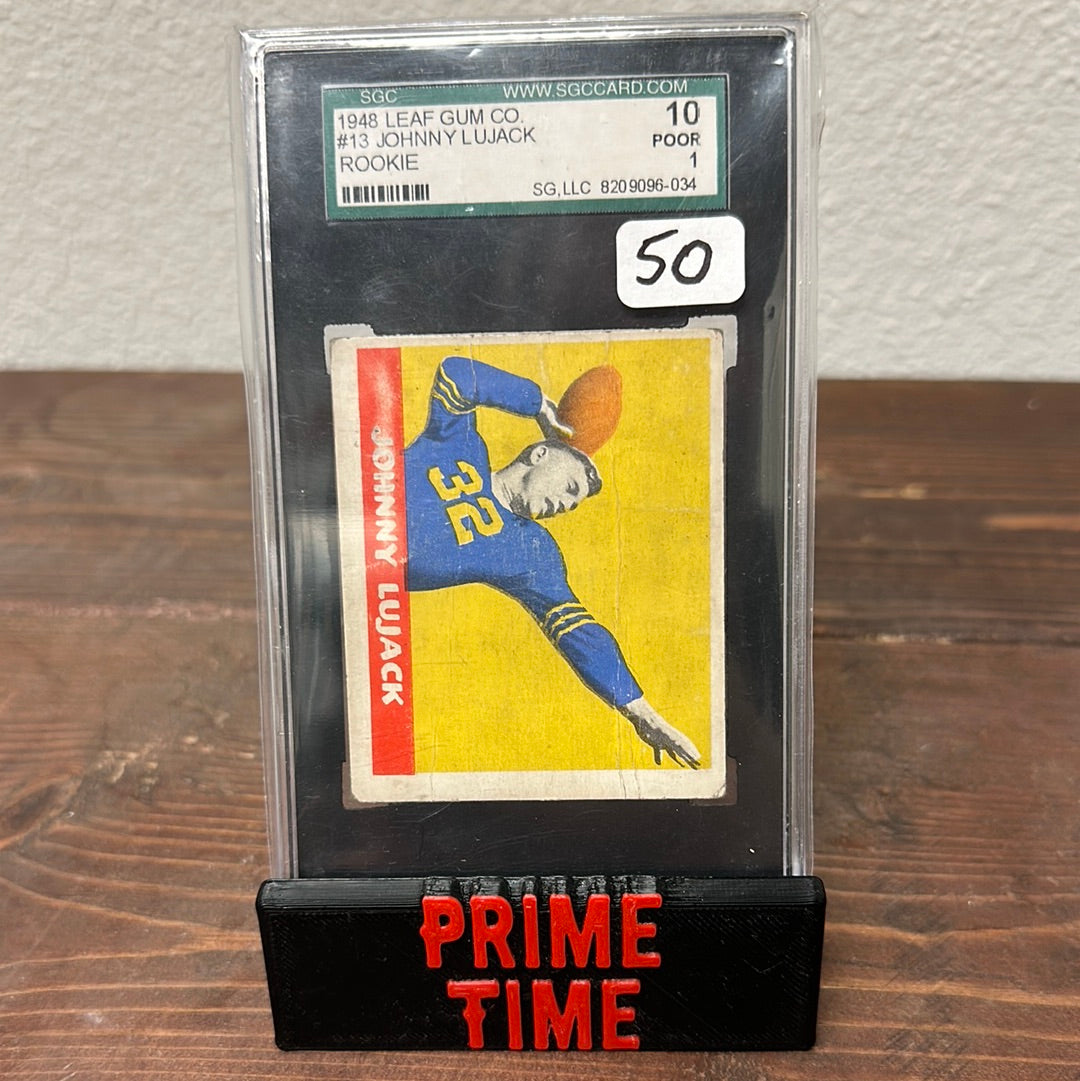 SGC WWW.SGCCARD.COM
1948 LEAF GUM CO. 10
#13 JOHNNY LUJACK POOR
ROOKIE 1
SG,LLC 8209096-034
50
32
JOHNNY LUJACK
PRIME
TIME